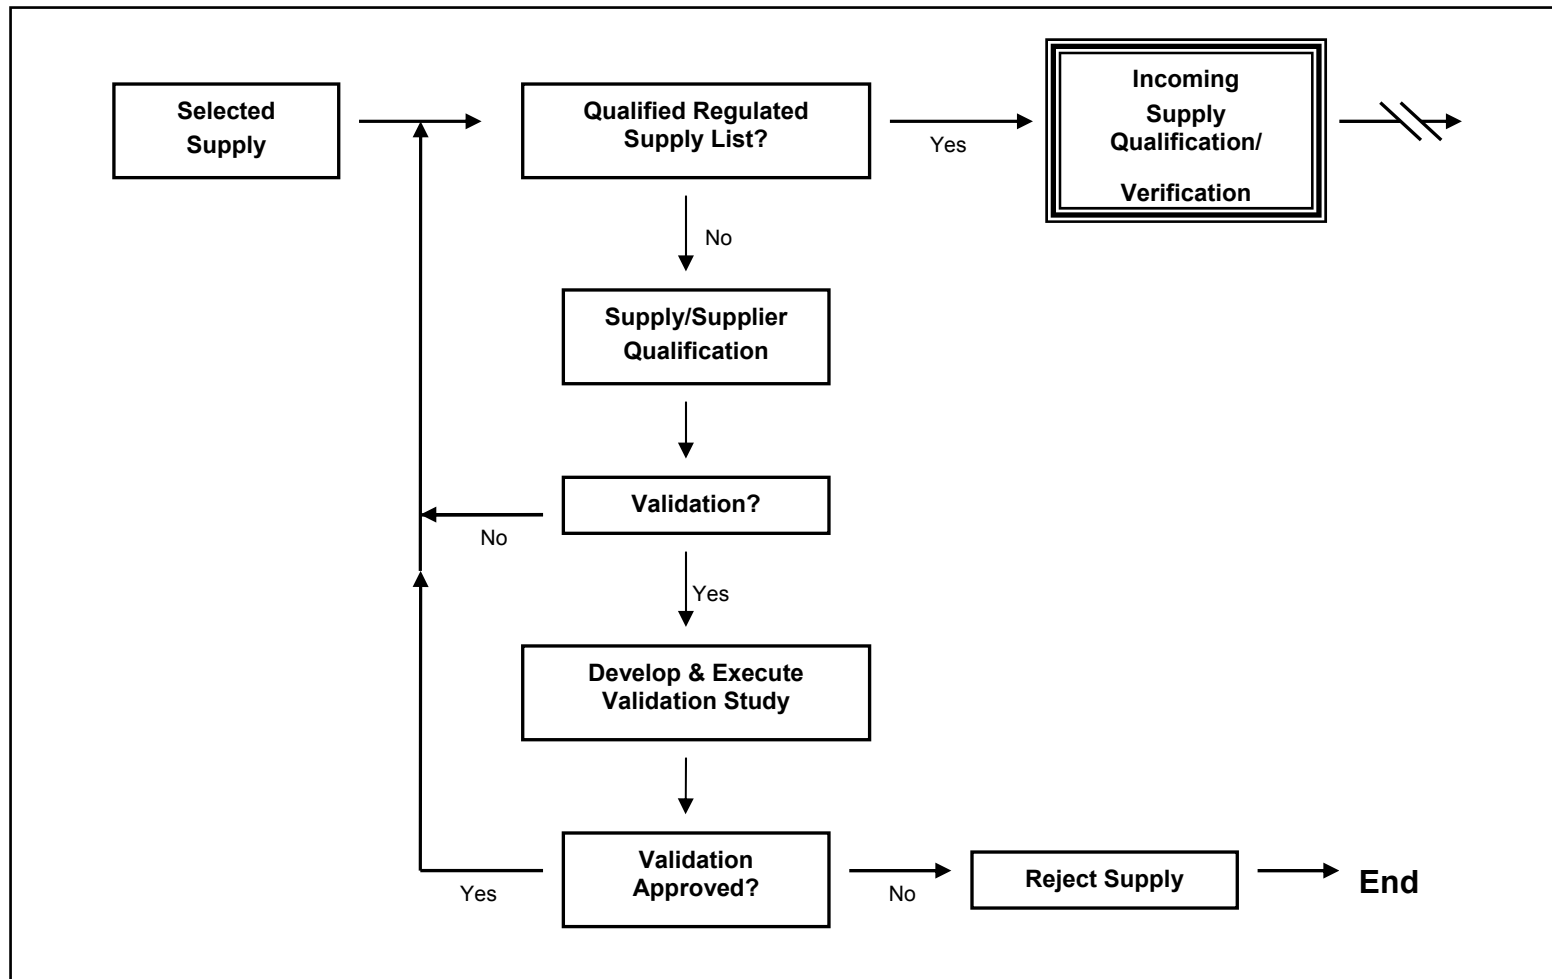 Selected
Supply
Qualified Regulated
Supply List?
Yes
Incoming
Supply
Qualification/
Verification
No
Supply/Supplier
Qualification
Validation?
No
Yes
Develop & Execute
Validation Study
Validation
Approved?
Yes
No
Reject Supply
End